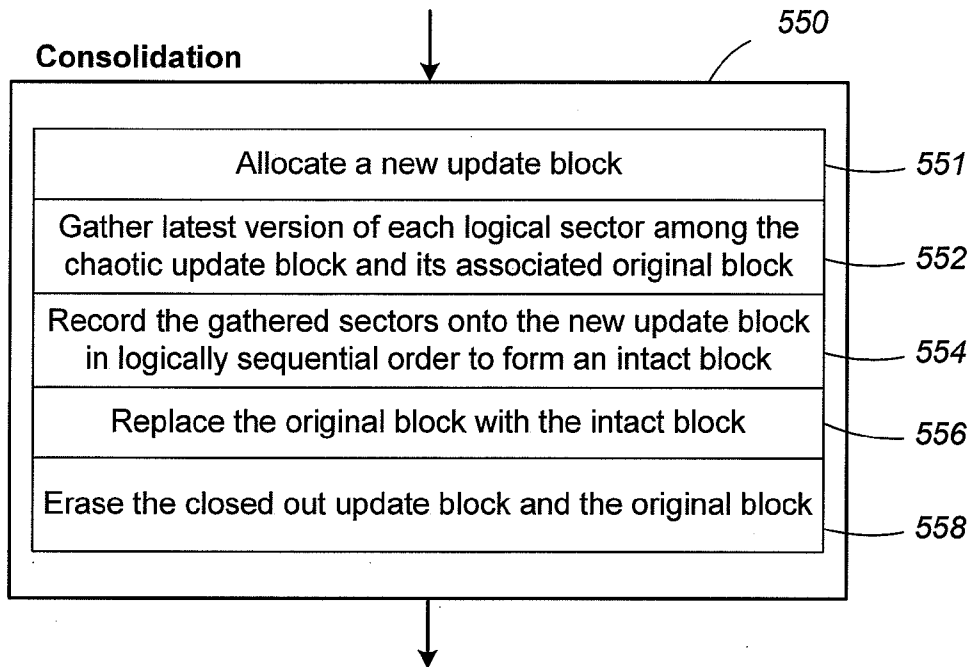 550
Consolidation
Allocate a new update block
551
Gather latest version of each logical sector among the
chaotic update block and its associated original block
552
Record the gathered sectors onto the new update block
in logically sequential order to form an intact block
554
Replace the original block with the intact block
556
Erase the closed out update block and the original block
558